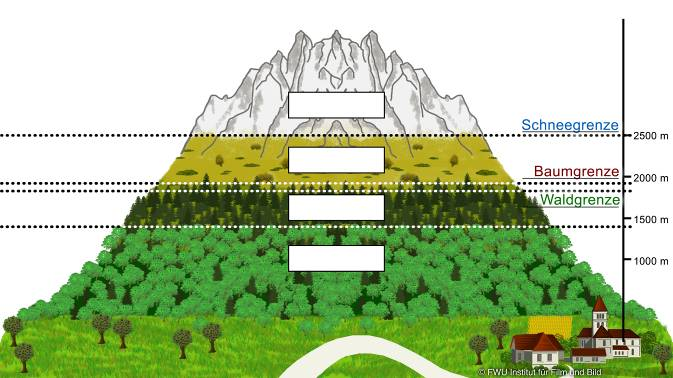 Schneegrenze
2500 m
Baumgrenze
2000 m
Waldgrenze
1500 m
1000 m
© FWU Institut für Film und Bild